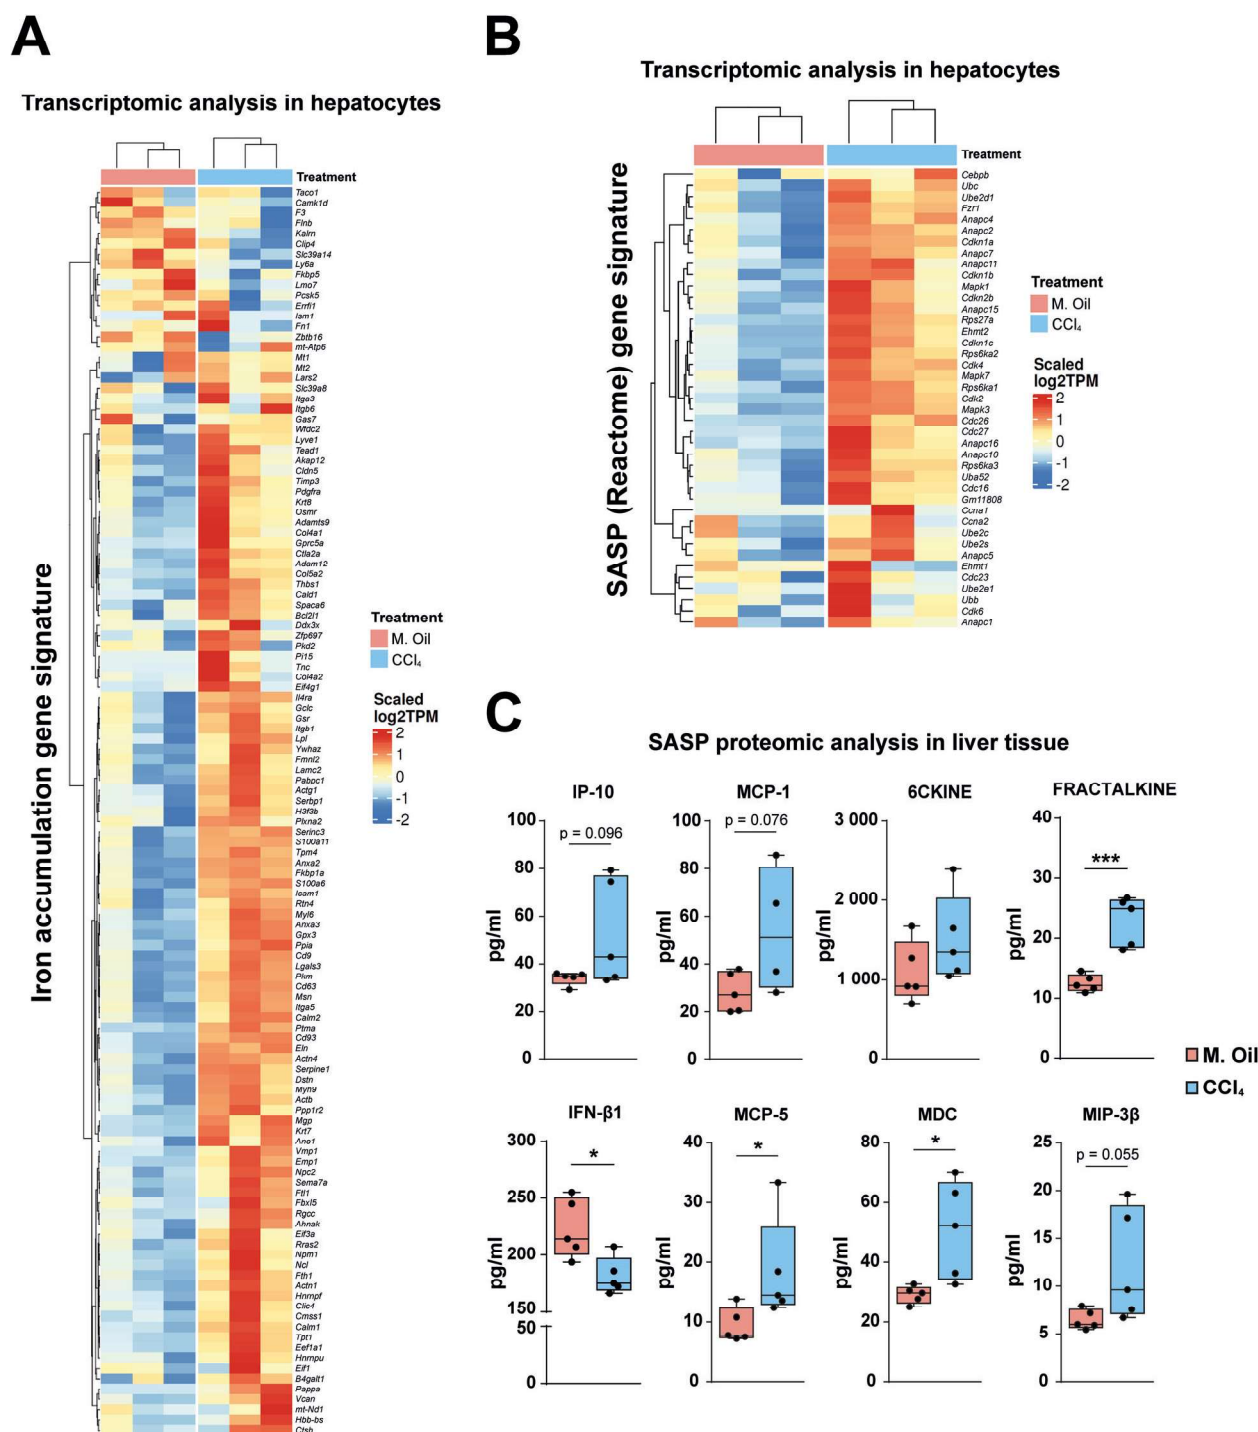 A
Transcriptomic analysis in hepatocytes
Treatment
Iron accumulation gene signature
Taco1
Camk1d
F3
Flnb
Kalrn
Clip4
Slc39a14
Ly6a
Fkbp5
Lmo7
Pcsk5
Errfi1
Fn1
Zbtb16
mt-Atp6
Mt1
Mt2
Lars2
Slc39a8
Itga3
Itgb6
Gas7
Wfdc2
Lyve1
Tead1
Akap12
Cldn5
Timp3
Pdgfra
Krt8
Osmr
Adamts9
Col4a1
Gprc5a
Ctla2a
Adam12
Col5a2
Thbs1
Cald1
Spaca6
Bcl2l1
Ddx3x
Zfp697
Pkd2
Pi15
Tnc
Col4a2
Eif4g1
Il4ra
Gclc
Gsr
Itgb1
Lpl
Ywhaz
Fmnl2
Lamc2
Pabpc1
Actg1
Serbp1
H3f3b
Plxna2
Serinc3
S100a11
Tpm4
Anxa2
Fkbp1a
S100a6
Icam1
Rtn4
Myl6
Anxa3
Gpx3
Ppia
Cd9
Lgals3
Pkm
Cd63
Msn
Itga5
Calm2
Ptma
Cd93
Eln
Actn4
Serpine1
Dstn
Myh9
Actb
Ppp1r2
Mgp
Krt7
Vmp1
Emp1
Npc2
Sema7a
Ftl1
Fbxl5
Rgcc
Ahnak
Eif3a
Rras2
Npm1
Ncl
Fth1
Actn1
Hnrnpf
Clic4
Cmss1
Calm1
Tpt1
Eef1a1
Hnrnpu
Eif1
B4galt1
Pappa
Vcan
mt-Nd1
Hbb-bs
Ctsb
Treatment
M. Oil
CCl₄
Scaled
log2TPM
2
1
0
-1
-2
B
Transcriptomic analysis in hepatocytes
Treatment
SASP (Reactome) gene signature
Cebpb
Ubc
Ube2d1
Fzr1
Anapc4
Anapc2
Cdkn1a
Anapc7
Anapc11
Cdkn1b
Mapk1
Cdkn2b
Anapc15
Rps27a
Ehmt2
Cdkn1c
Rps6ka2
Cdk4
Mapk7
Rps6ka1
Cdk2
Mapk3
Cdc26
Cdc27
Anapc16
Anapc10
Rps6ka3
Uba52
Cdc16
Gm11808
Ccna1
Ccna2
Ube2c
Ube2s
Anapc5
Ehmt1
Cdc23
Ube2e1
Ubb
Cdk6
Anapc1
Treatment
M. Oil
CCl₄
Scaled
log2TPM
2
1
0
-1
-2
C
SASP proteomic analysis in liver tissue
IP-10
pg/ml
100
80
60
40
20
0
p = 0.096
MCP-1
pg/ml
100
80
60
40
20
0
p = 0.076
6CKINE
pg/ml
3 000
2 000
1 000
0
FRACTALKINE
pg/ml
40
30
20
10
0
***
M. Oil
CCl₄
IFN-β1
pg/ml
300
250
200
150
50
0
*
MCP-5
pg/ml
40
30
20
10
0
*
MDC
pg/ml
80
60
40
20
0
*
MIP-3β
pg/ml
25
20
15
10
5
0
p = 0.055